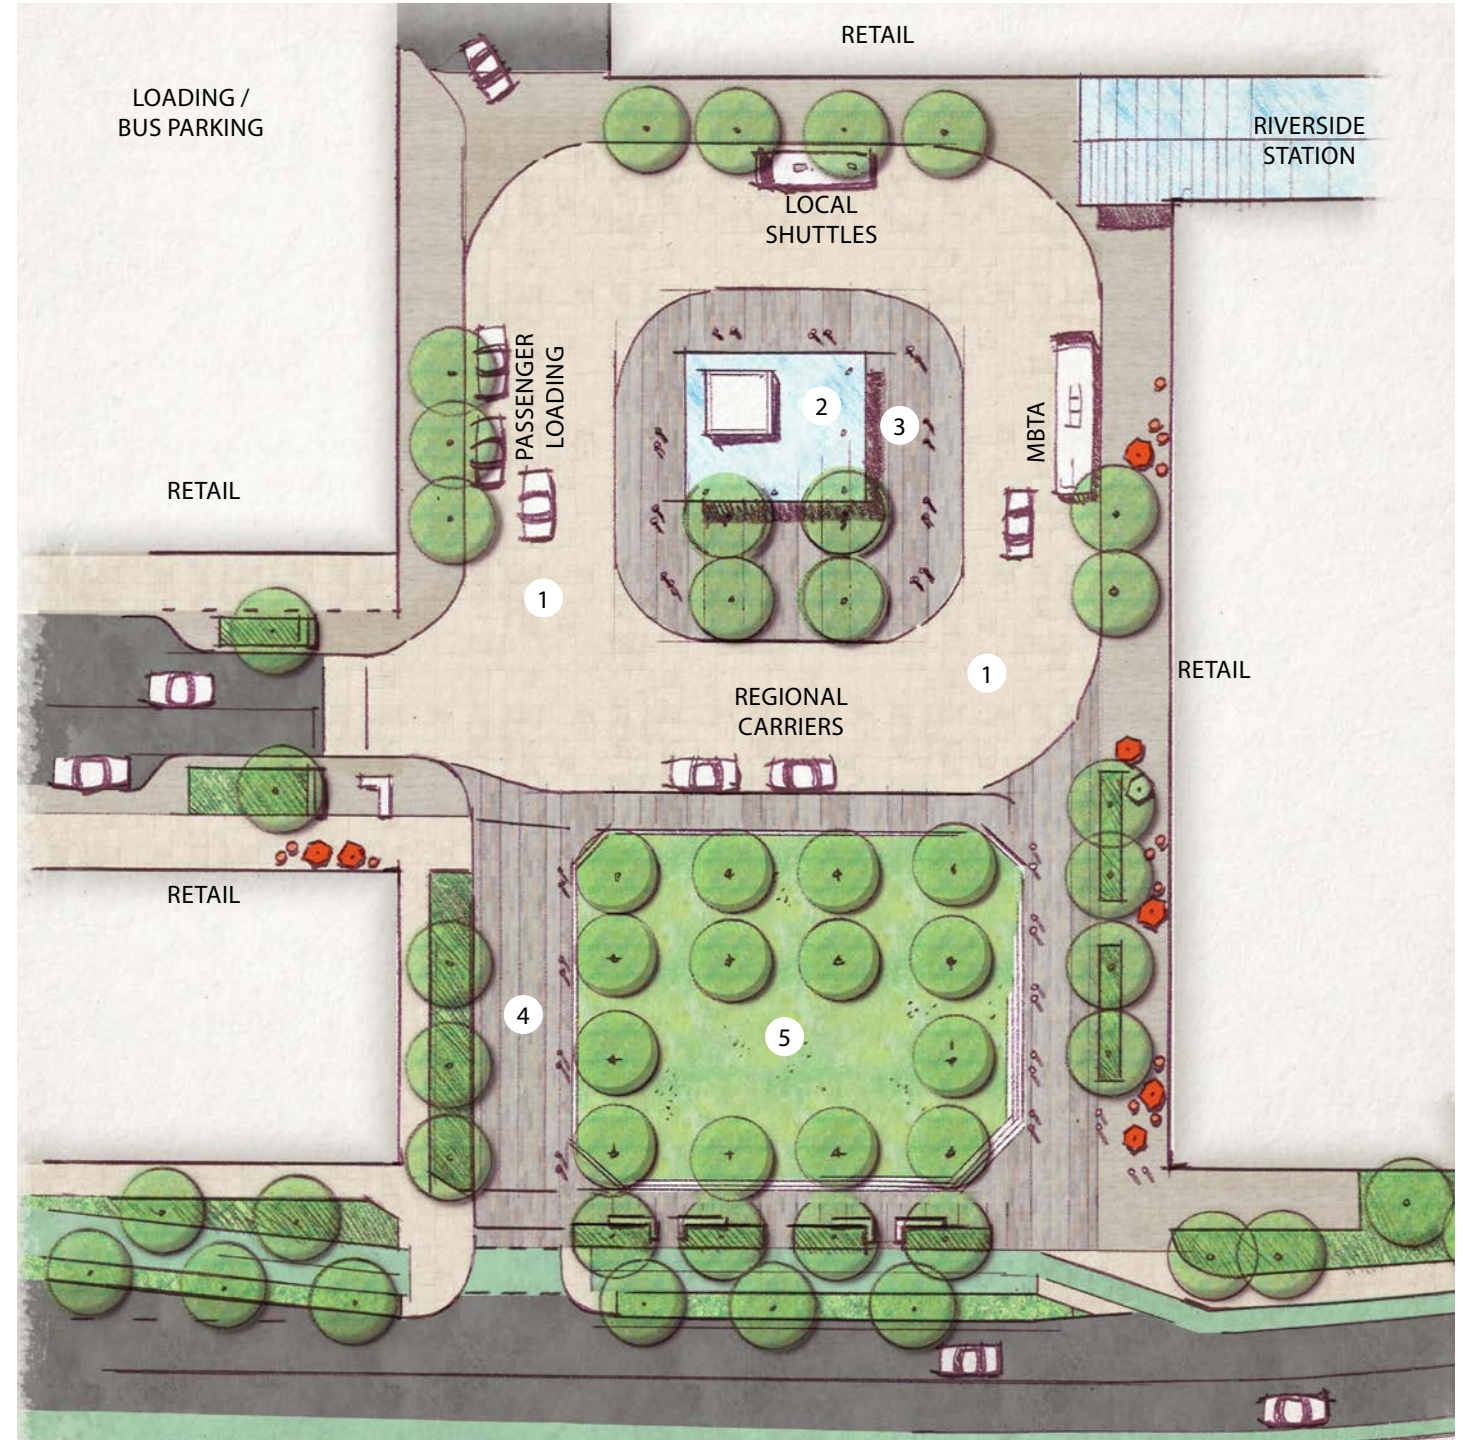 RETAIL
LOADING /
BUS PARKING
RIVERSIDE
STATION
LOCAL
SHUTTLES
PASSENGER
LOADING
2
3
MBTA
RETAIL
1
1
RETAIL
REGIONAL
CARRIERS
RETAIL
4
5